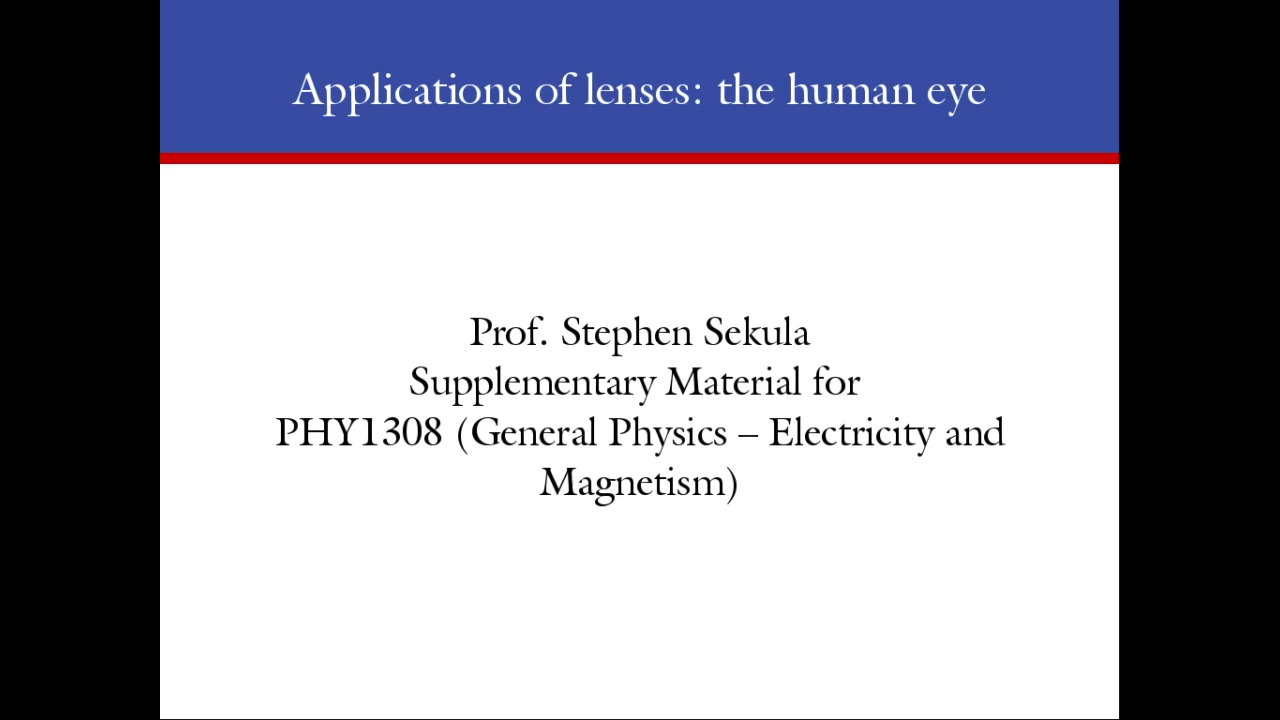 Applications of lenses: the human eye
Prof. Stephen Sekula
Supplementary Material for
PHY1308 (General Physics – Electricity and
Magnetism)